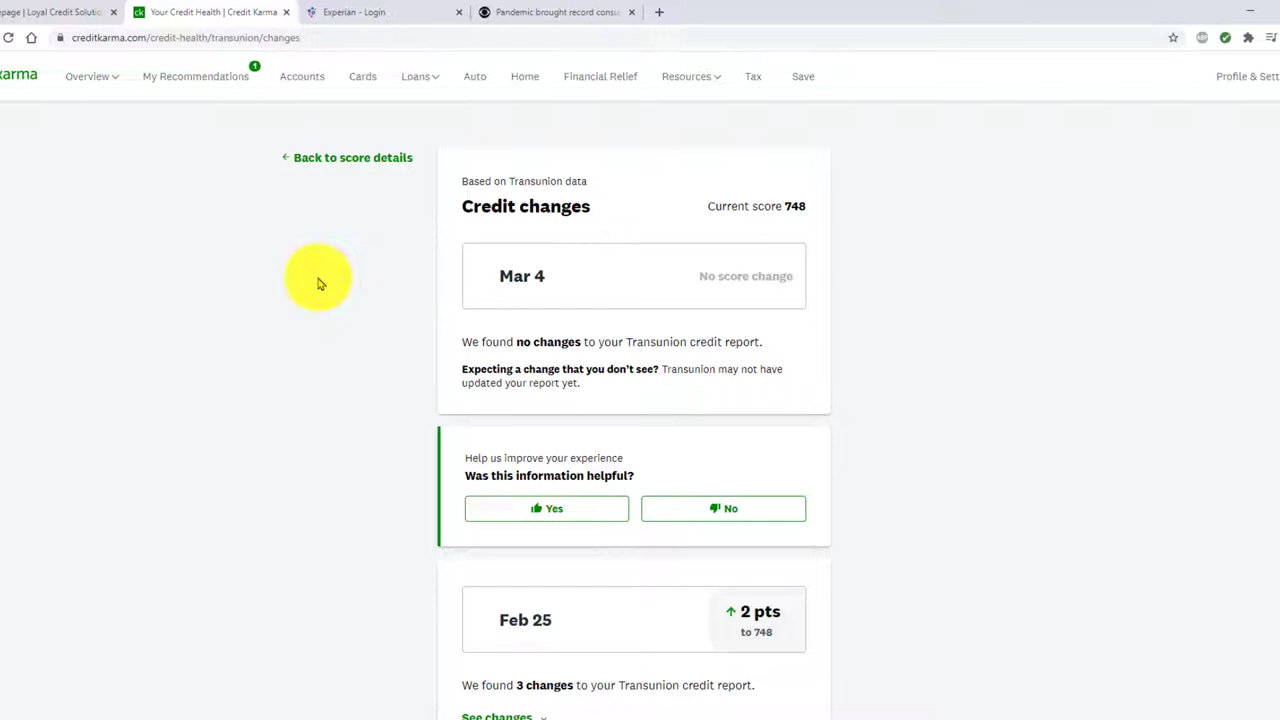 page | Loyal Credit Solutio
Your Credit Health | Credit Karma
Experian - Login
Pandemic brought record consu
creditkarma.com/credit-health/transunion/changes
karma
Overview
My Recommendations
1
Accounts
Cards
Loans
Auto
Home
Financial Relief
Resources
Tax
Save
Profile & Sett
Back to score details
Based on Transunion data
Credit changes
Current score 748
Mar 4
No score change
We found no changes to your Transunion credit report.
Expecting a change that you don't see? Transunion may not have
updated your report yet.
Help us improve your experience
Was this information helpful?
Yes
No
Feb 25
2 pts
to 748
We found 3 changes to your Transunion credit report.
See changes